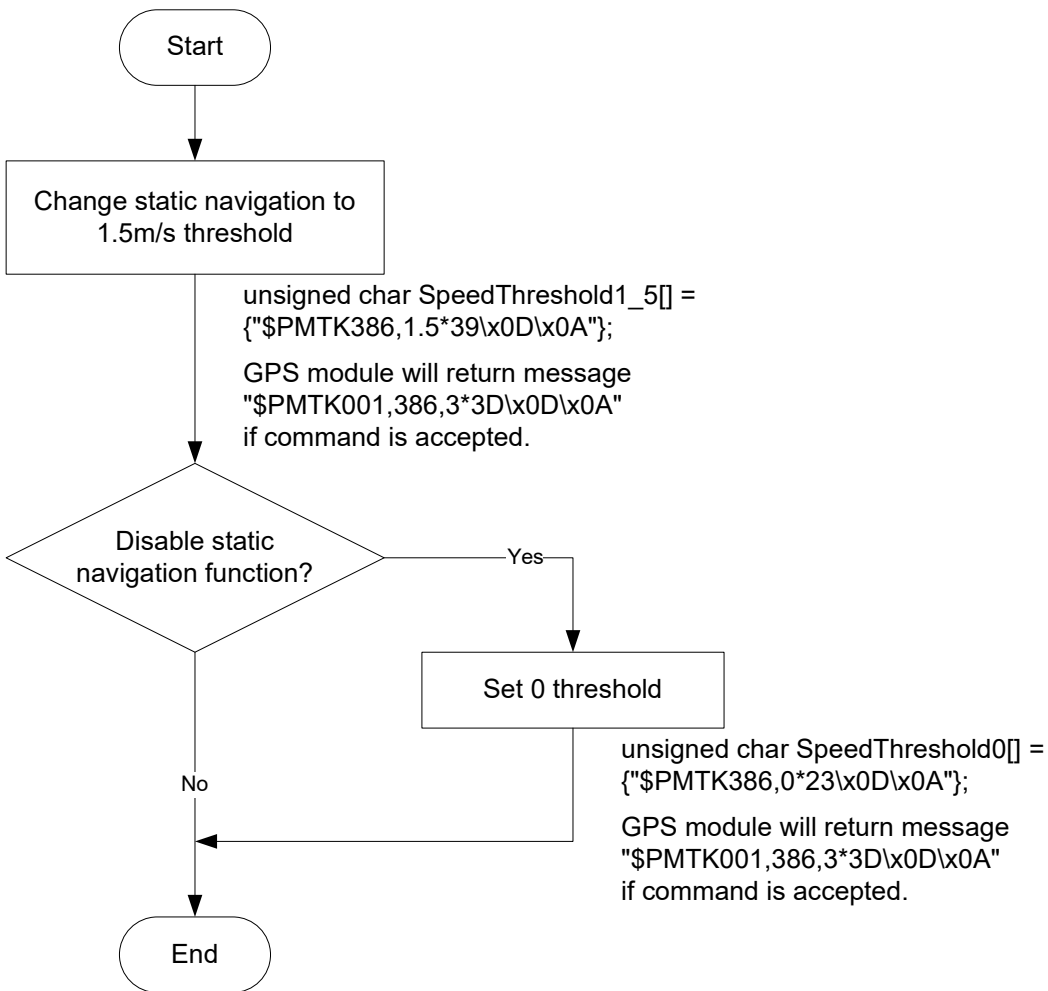 Start
Change static navigation to
1.5m/s threshold
unsigned char SpeedThreshold1_5[] =
{"$PMTK386,1.5*39\x0D\x0A"};
GPS module will return message
"$PMTK001,386,3*3D\x0D\x0A"
if command is accepted.
Disable static
navigation function?
Yes
Set 0 threshold
unsigned char SpeedThreshold0[] =
{"$PMTK386,0*23\x0D\x0A"};
No
GPS module will return message
"$PMTK001,386,3*3D\x0D\x0A"
if command is accepted.
End